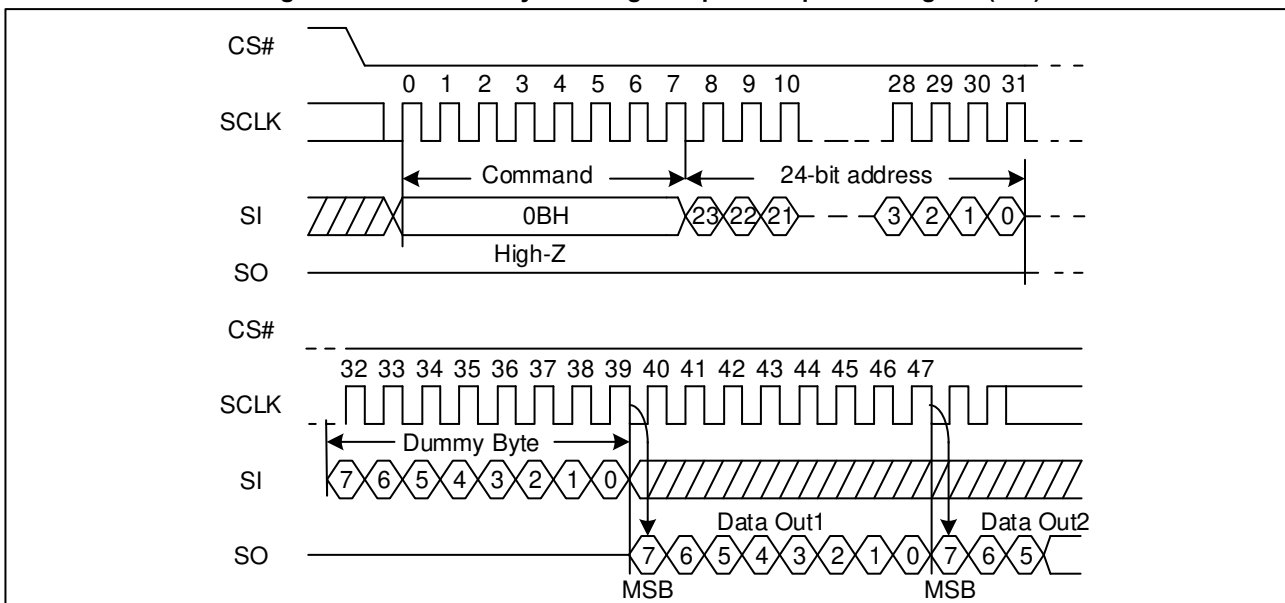 CS#
0 1 2 3 4 5 6 7 8 9 10 28 29 30 31
SCLK
Command 24-bit address
SI 0BH 23 22 21 3 2 1 0
High-Z
SO
CS#
32 33 34 35 36 37 38 39 40 41 42 43 44 45 46 47
SCLK
Dummy Byte
SI 7 6 5 4 3 2 1 0
Data Out1 Data Out2
SO 7 6 5 4 3 2 1 0 7 6 5
MSB MSB